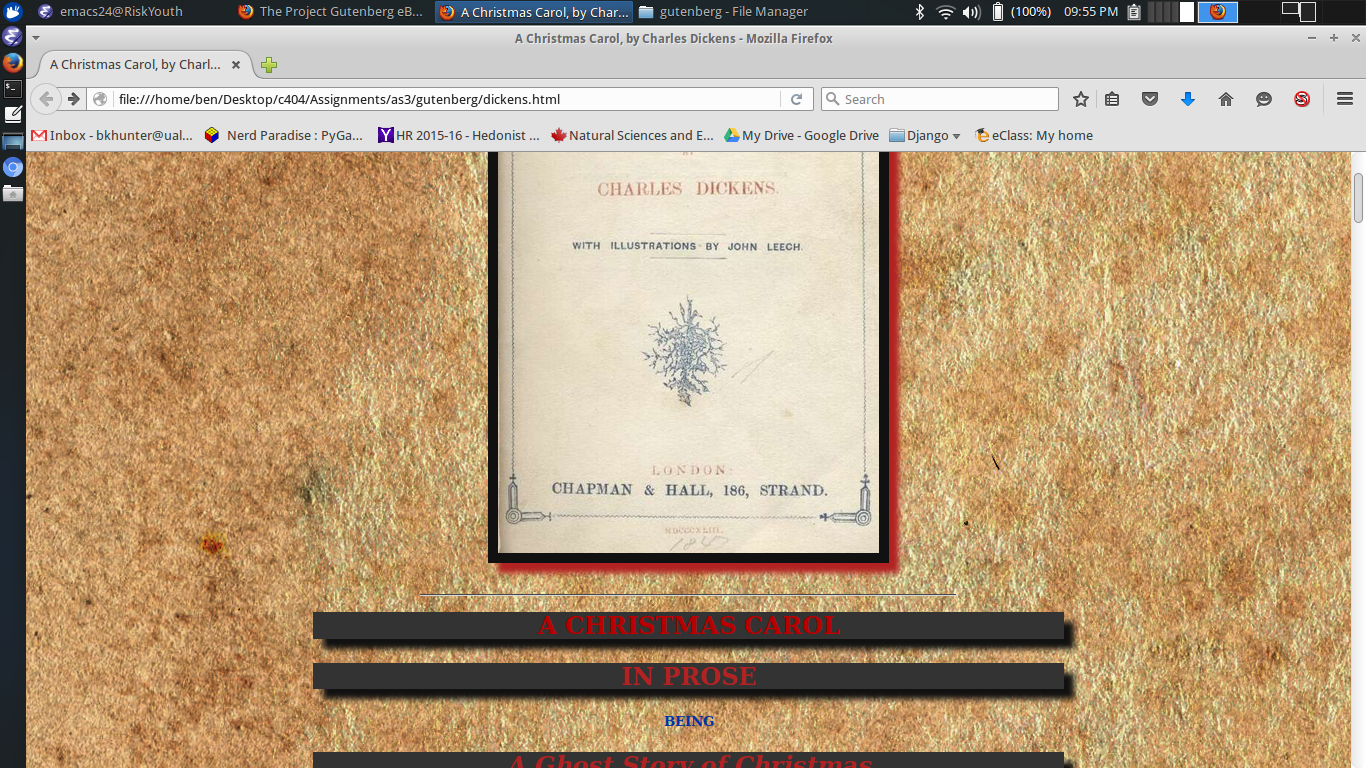 emacs24@RiskYouth
The Project Gutenberg eB...
A Christmas Carol, by Char...
gutenberg - File Manager
(100%)
09:55 PM
A Christmas Carol, by Charles Dickens - Mozilla Firefox
A Christmas Carol, by Charl...
file:///home/ben/Desktop/c404/Assignments/as3/gutenberg/dickens.html
Search
Inbox - bkhunter@ual...
Nerd Paradise : PyGa...
HR 2015-16 - Hedonist ...
Natural Sciences and E...
My Drive - Google Drive
Django
eClass: My home
CHARLES DICKENS.
WITH ILLUSTRATIONS BY JOHN LEECH.
LONDON:
CHAPMAN & HALL, 186, STRAND.
MDCCCXLIII.
A CHRISTMAS CAROL
IN PROSE
BEING
A Ghost Story of Christmas